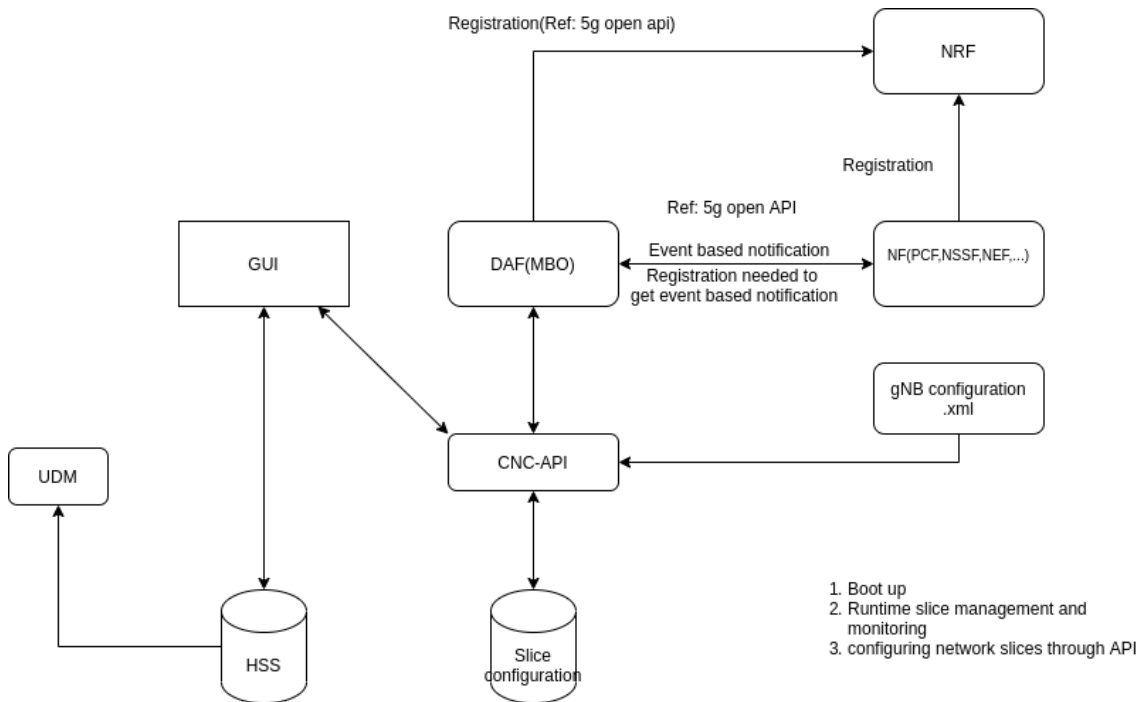 Registration(Ref: 5g open api)
NRF
Registration
Ref: 5g open API
GUI
DAF(MBO)
Event based notification
NF(PCF,NSSF,NEF,...)
Registration needed to
get event based notification
gNB configuration
.xml
CNC-API
UDM
1. Boot up
2. Runtime slice management and
monitoring
3. configuring network slices through API
HSS
Slice
configuration